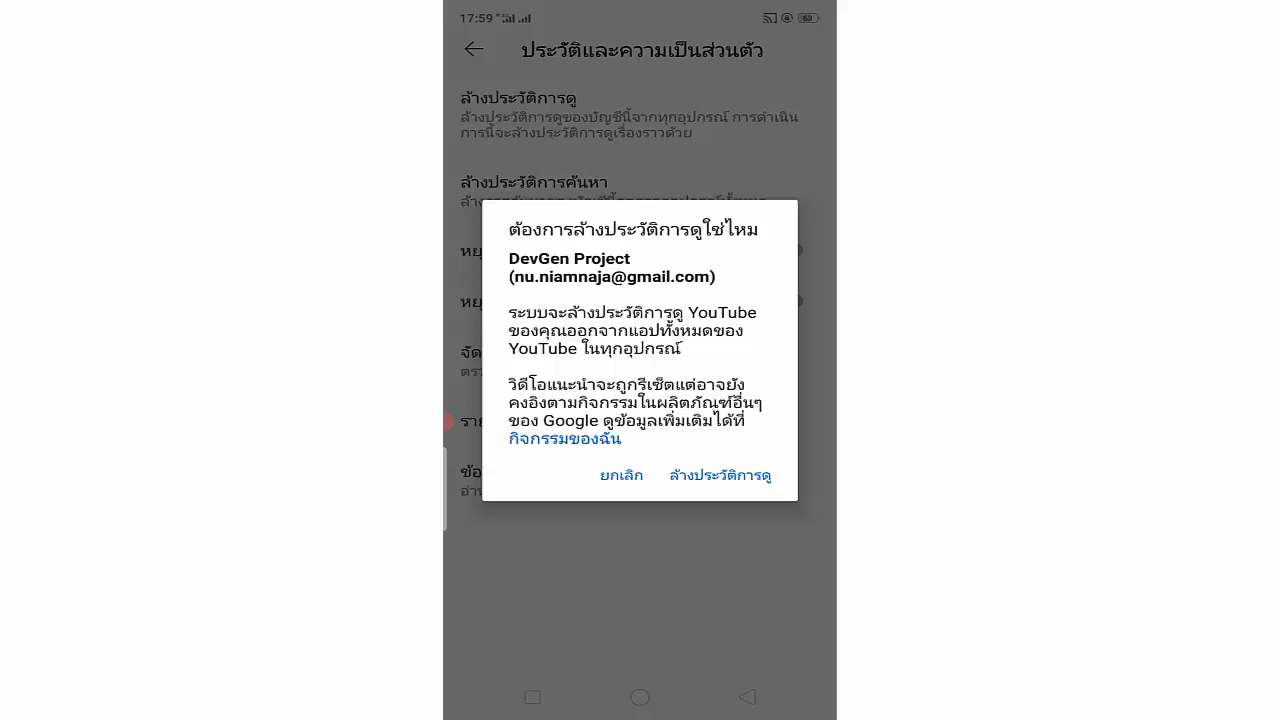 17:59
63
ประวัติและความเป็นส่วนตัว
ล้างประวัติการดู
ล้างประวัติการดูของบัญชีนี้จากทุกอุปกรณ์ การดำเนิน
การนี้จะล้างประวัติการดูเรื่องราวด้วย
ล้างประวัติการค้นหา
ต้องการล้างประวัติการดูใช่ไหม
DevGen Project
(nu.niamnaja@gmail.com)
ระบบจะล้างประวัติการดู YouTube
ของคุณออกจากแอปทั้งหมดของ
YouTube ในทุกอุปกรณ์
วิดีโอแนะนำจะถูกรีเซ็ตแต่อาจยัง
คงอิงตามกิจกรรมในผลิตภัณฑ์อื่นๆ
ของ Google ดูข้อมูลเพิ่มเติมได้ที่
กิจกรรมของฉัน
ยกเลิก ล้างประวัติการดู